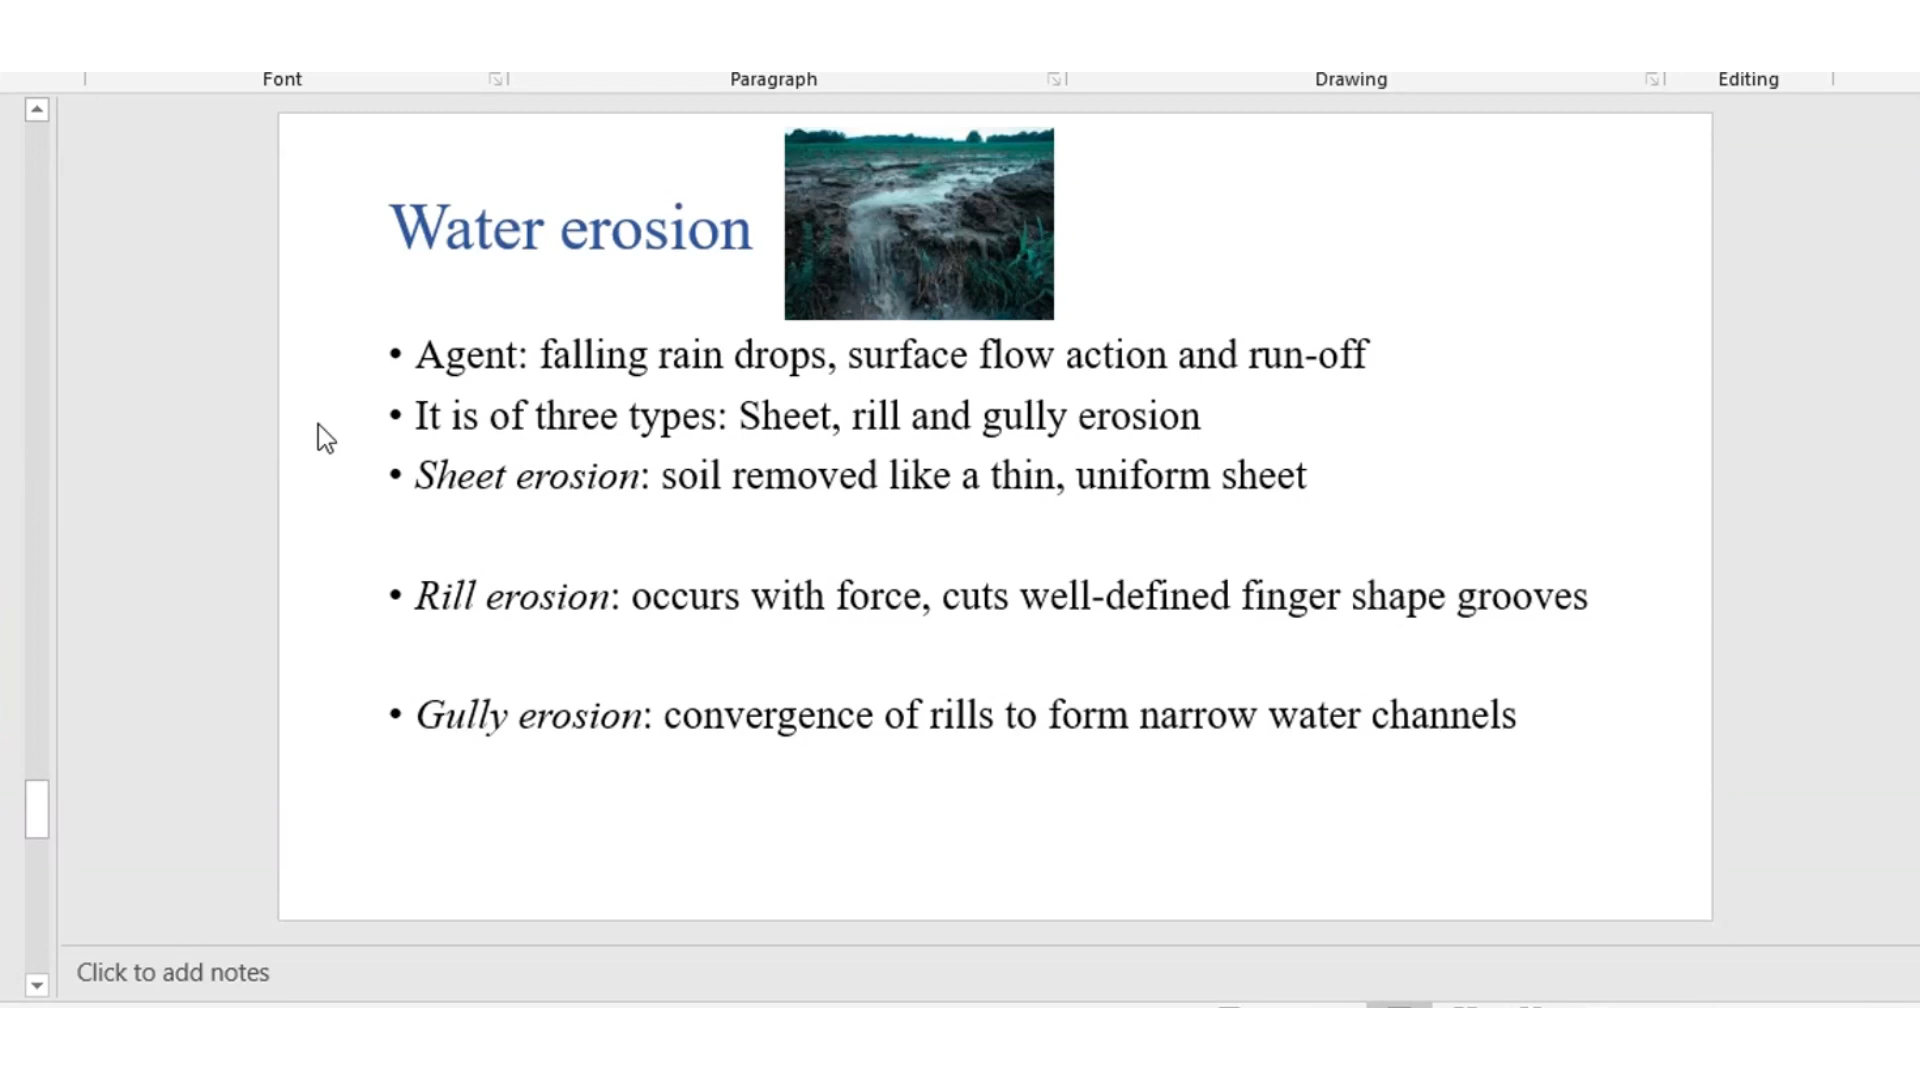 Font Paragraph Drawing Editing
Water erosion
• Agent: falling rain drops, surface flow action and run-off
• It is of three types: Sheet, rill and gully erosion
• Sheet erosion: soil removed like a thin, uniform sheet
• Rill erosion: occurs with force, cuts well-defined finger shape grooves
• Gully erosion: convergence of rills to form narrow water channels
Click to add notes